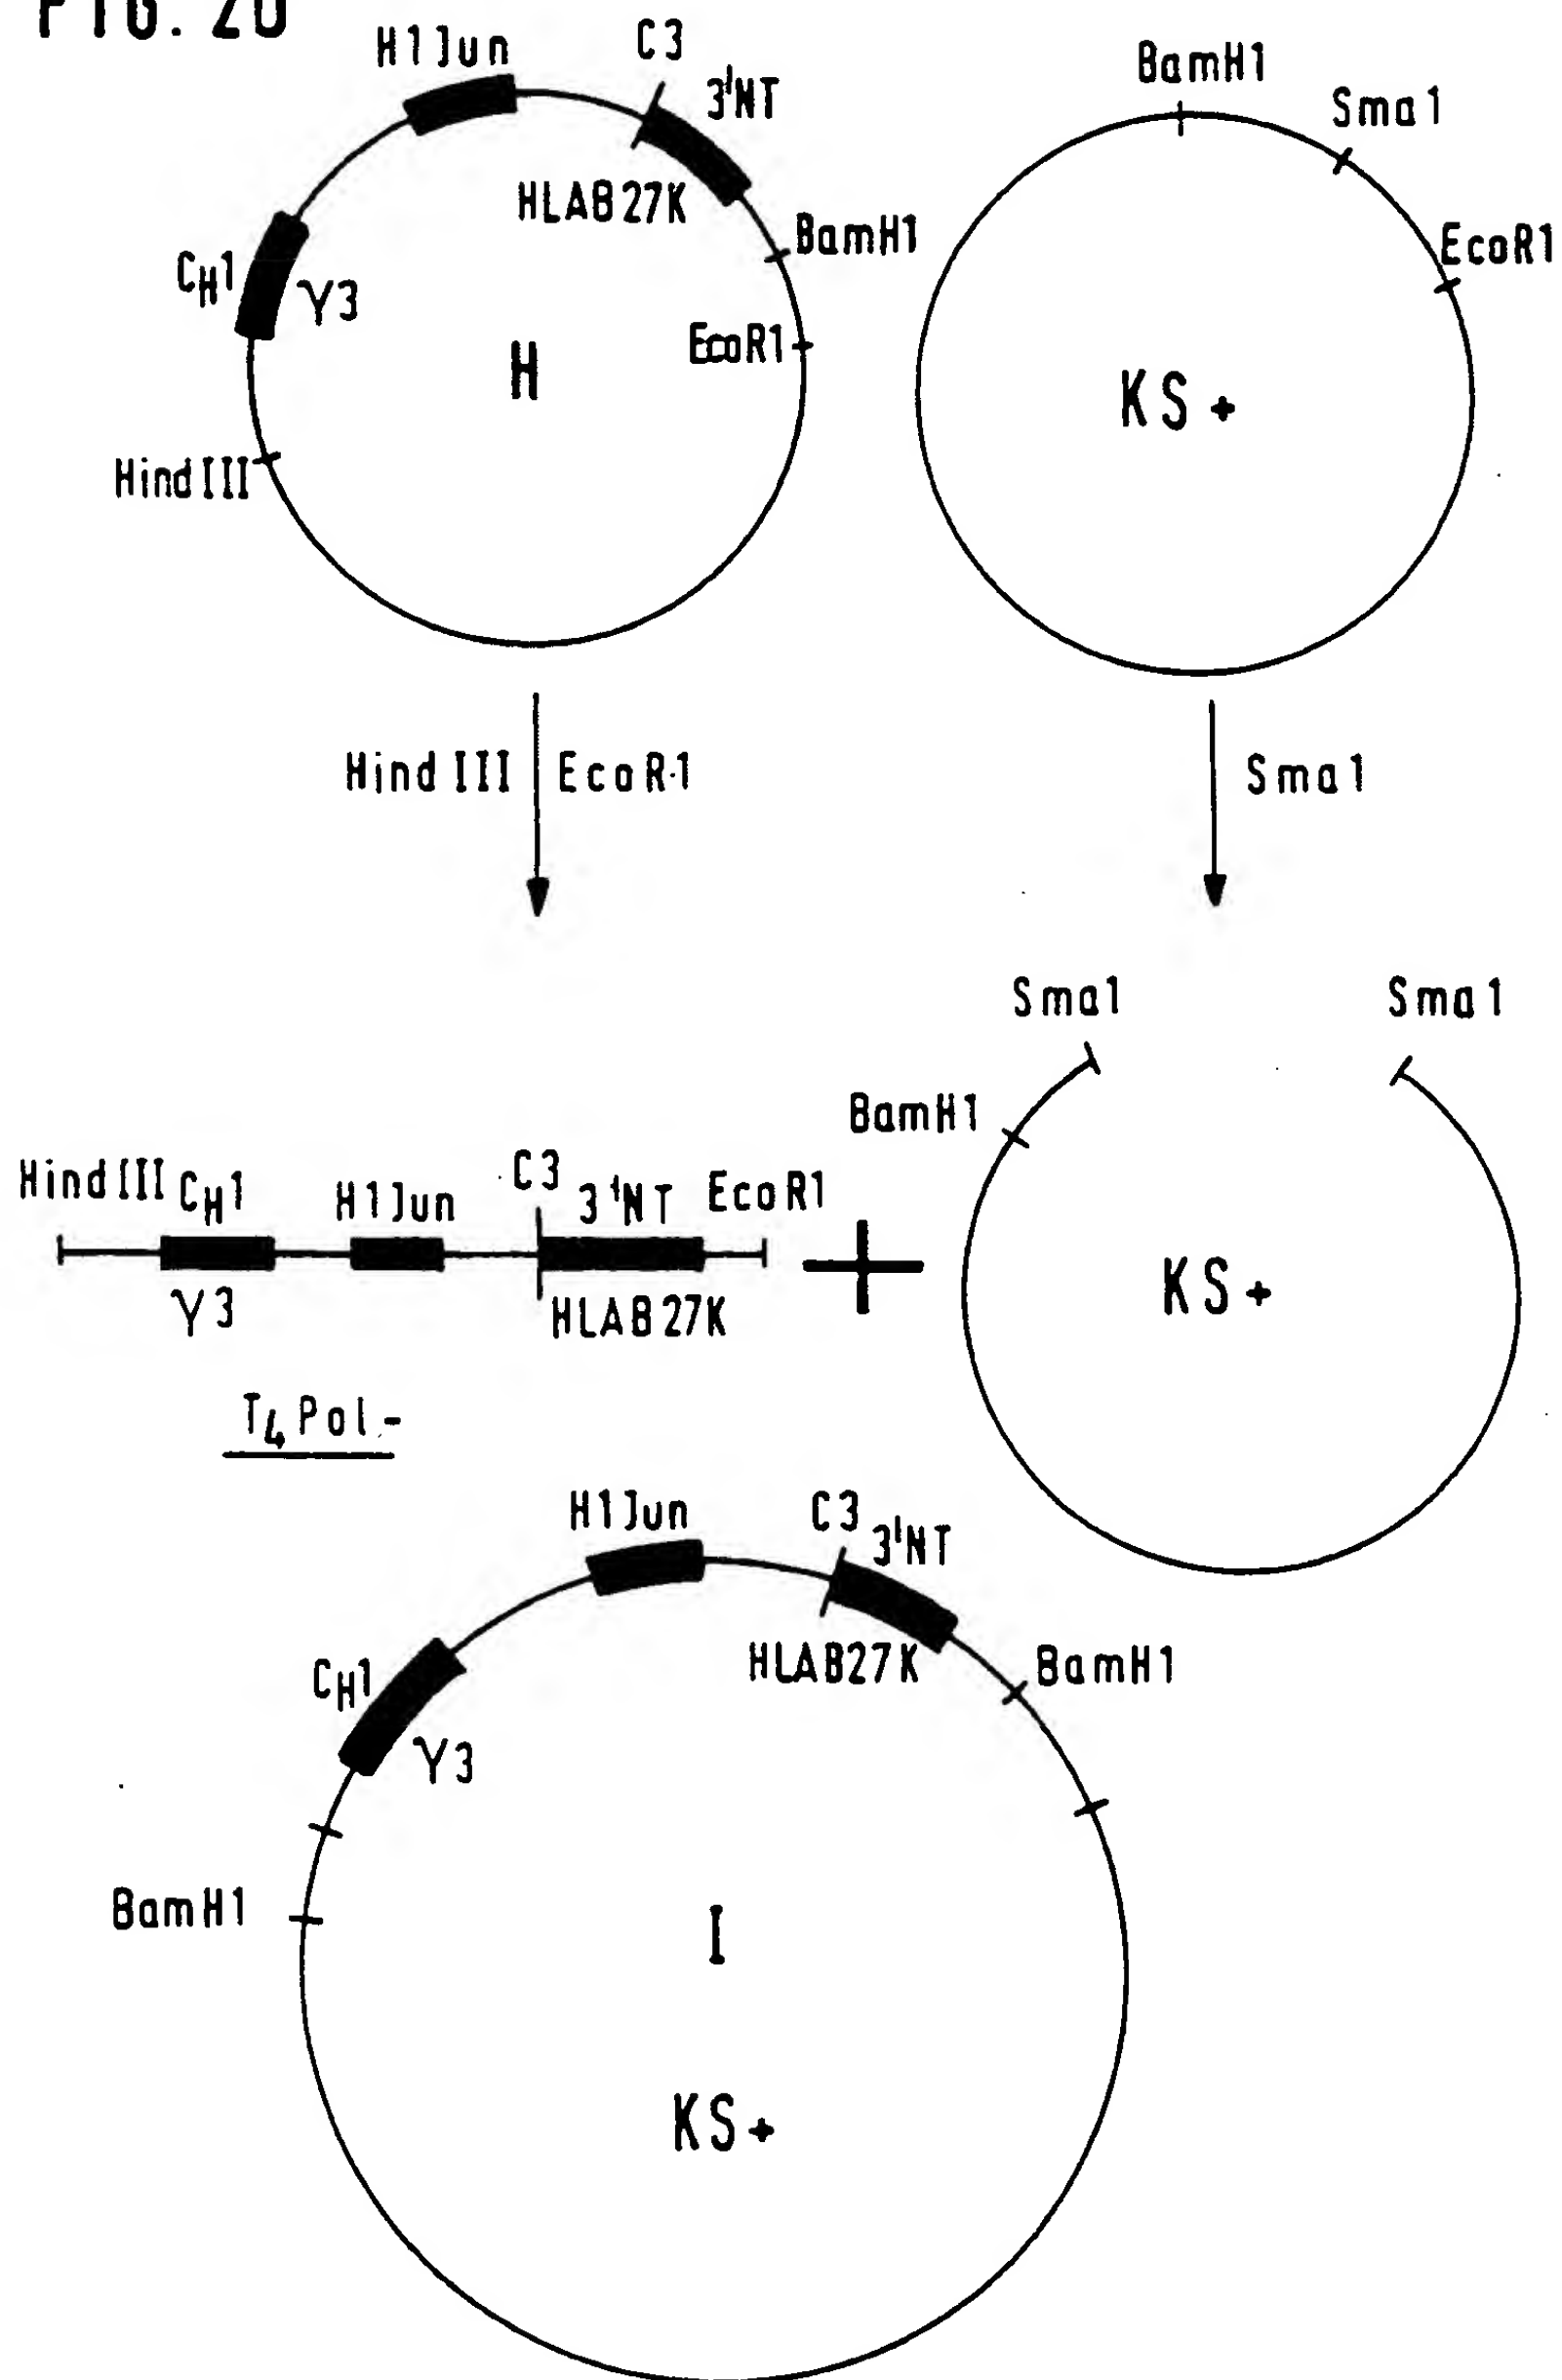 FIG. 20
H1Jun
C3
3'NT
HLAB27K
BamH1
EcoR1
CH1
γ3
H
HindIII
BamH1
Sma1
EcoR1
KS+
HindIII
EcoR1
Sma1
HindIII
CH1
γ3
H1Jun
C3
3'NT
HLAB27K
EcoR1
+
Sma1
Sma1
BamH1
KS+
T4Pol-
H1Jun
C3
3'NT
HLAB27K
BamH1
CH1
γ3
BamH1
I
KS+